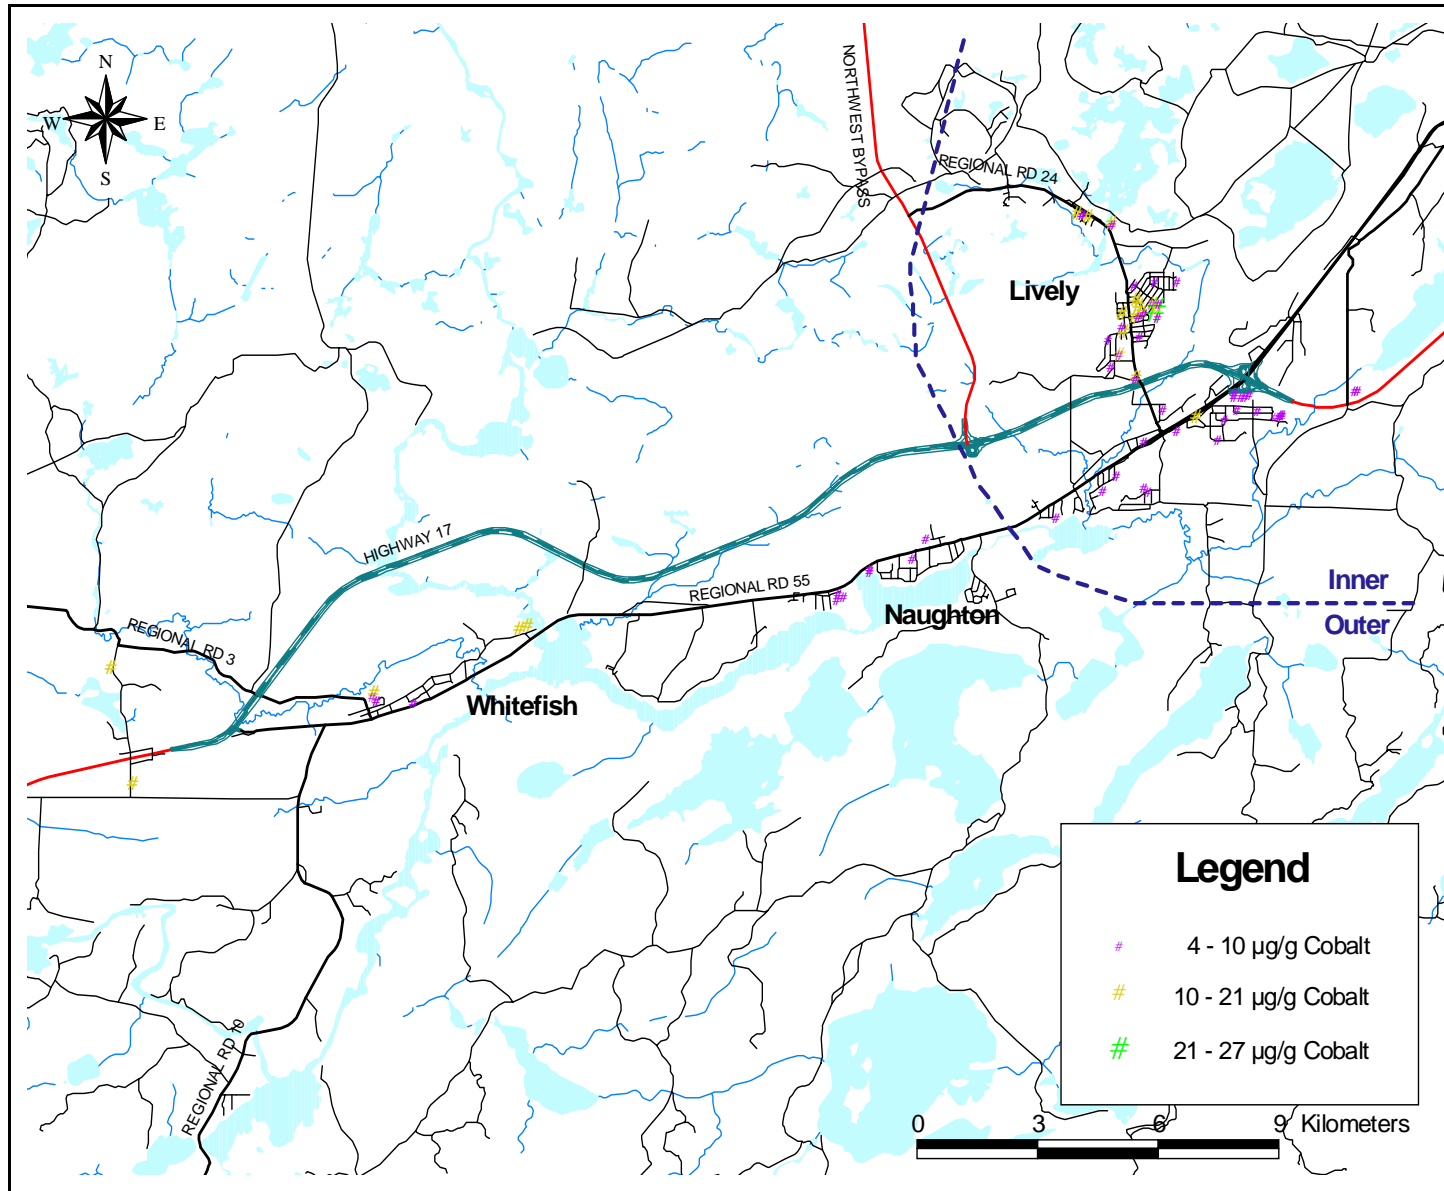 N
W E
S
NORTHWEST BYPASS
REGIONAL RD 24
Lively
HIGHWAY 17
REGIONAL RD 55
Inner
Outer
Naughton
REGIONAL RD 3
Whitefish
REGIONAL RD 10
Legend
# 4 - 10 µg/g Cobalt
# 10 - 21 µg/g Cobalt
# 21 - 27 µg/g Cobalt
0 3 6 9 Kilometers